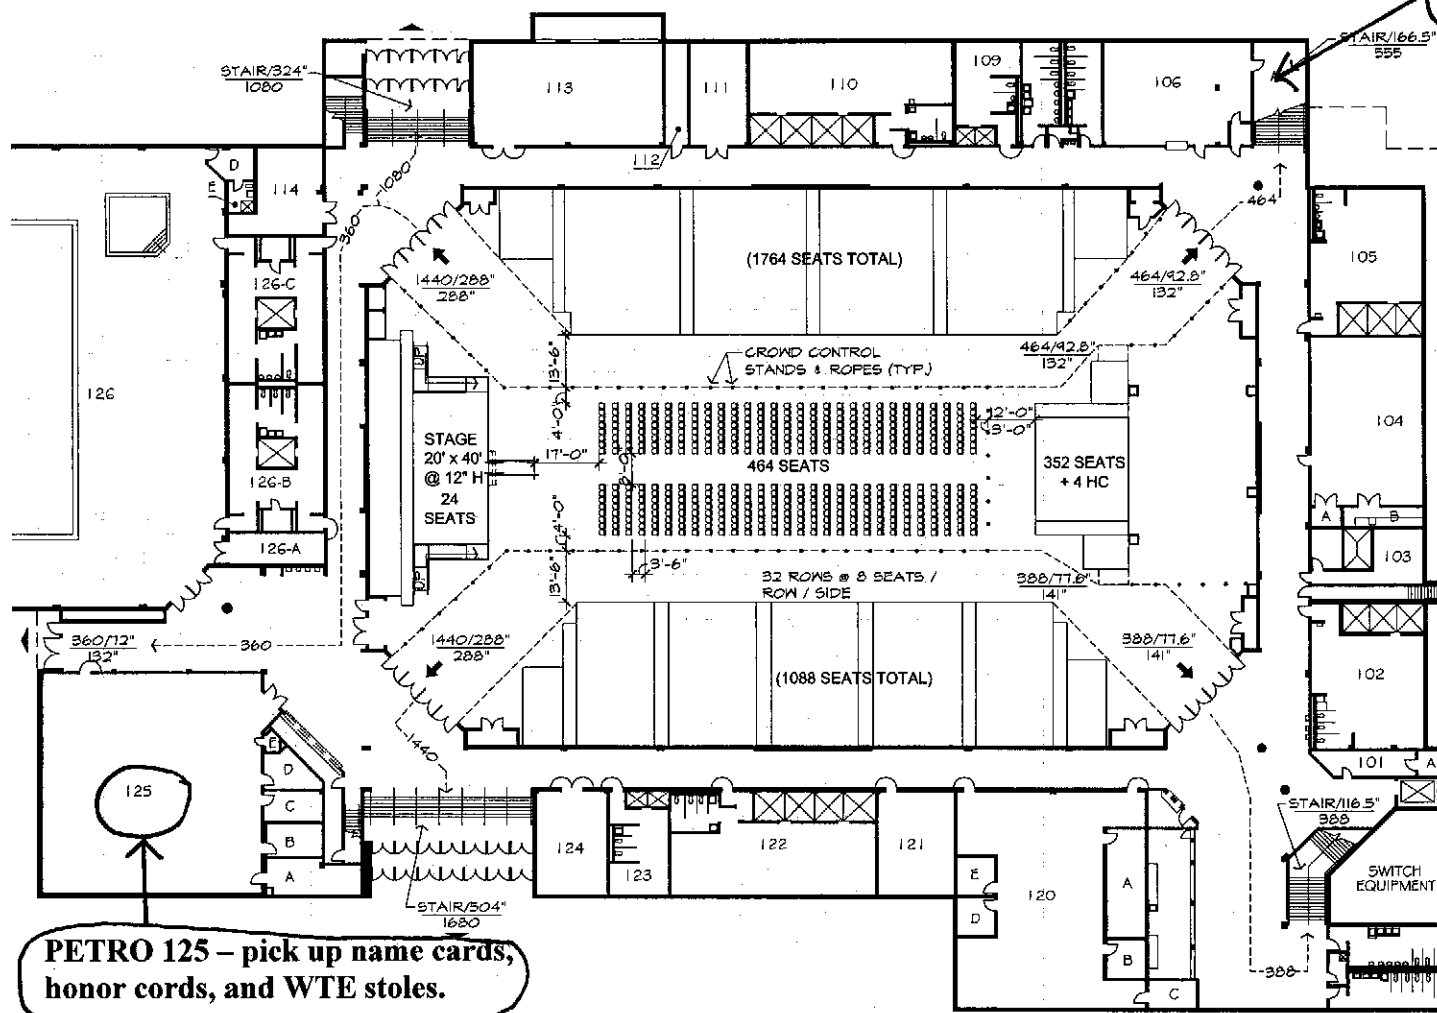 STAIR/324"
1080
113
111
110
109
106
STAIR/166.5"
555
112
D
E
114
1080
360
464
105
(1764 SEATS TOTAL)
126-C
1440/288"
288"
464/92.8"
132"
13'-6"
CROWD CONTROL
STANDS & ROPES (TYP.)
464/92.8"
132"
UP
126
4'-0"
12'-0"
3'-0"
104
STAGE
20' x 40'
@ 12" H
24
SEATS
17'-0"
8'-0"
464 SEATS
352 SEATS
+ 4 HC
126-B
A
B
126-A
4'-0"
103
3'-6"
UP
13'-6"
32 ROWS @ 8 SEATS /
ROW / SIDE
388/77.6"
141"
360/72"
132"
360
1440/288"
288"
388/77.6"
141"
(1088 SEATS TOTAL)
102
1440
E
D
101
A
125
C
B
A
STAIR/116.5"
388
124
123
122
121
E
D
120
A
B
C
SWITCH
EQUIPMENT
STAIR/504"
1680
388
PETRO 125 – pick up name cards,
honor cords, and WTE stoles.